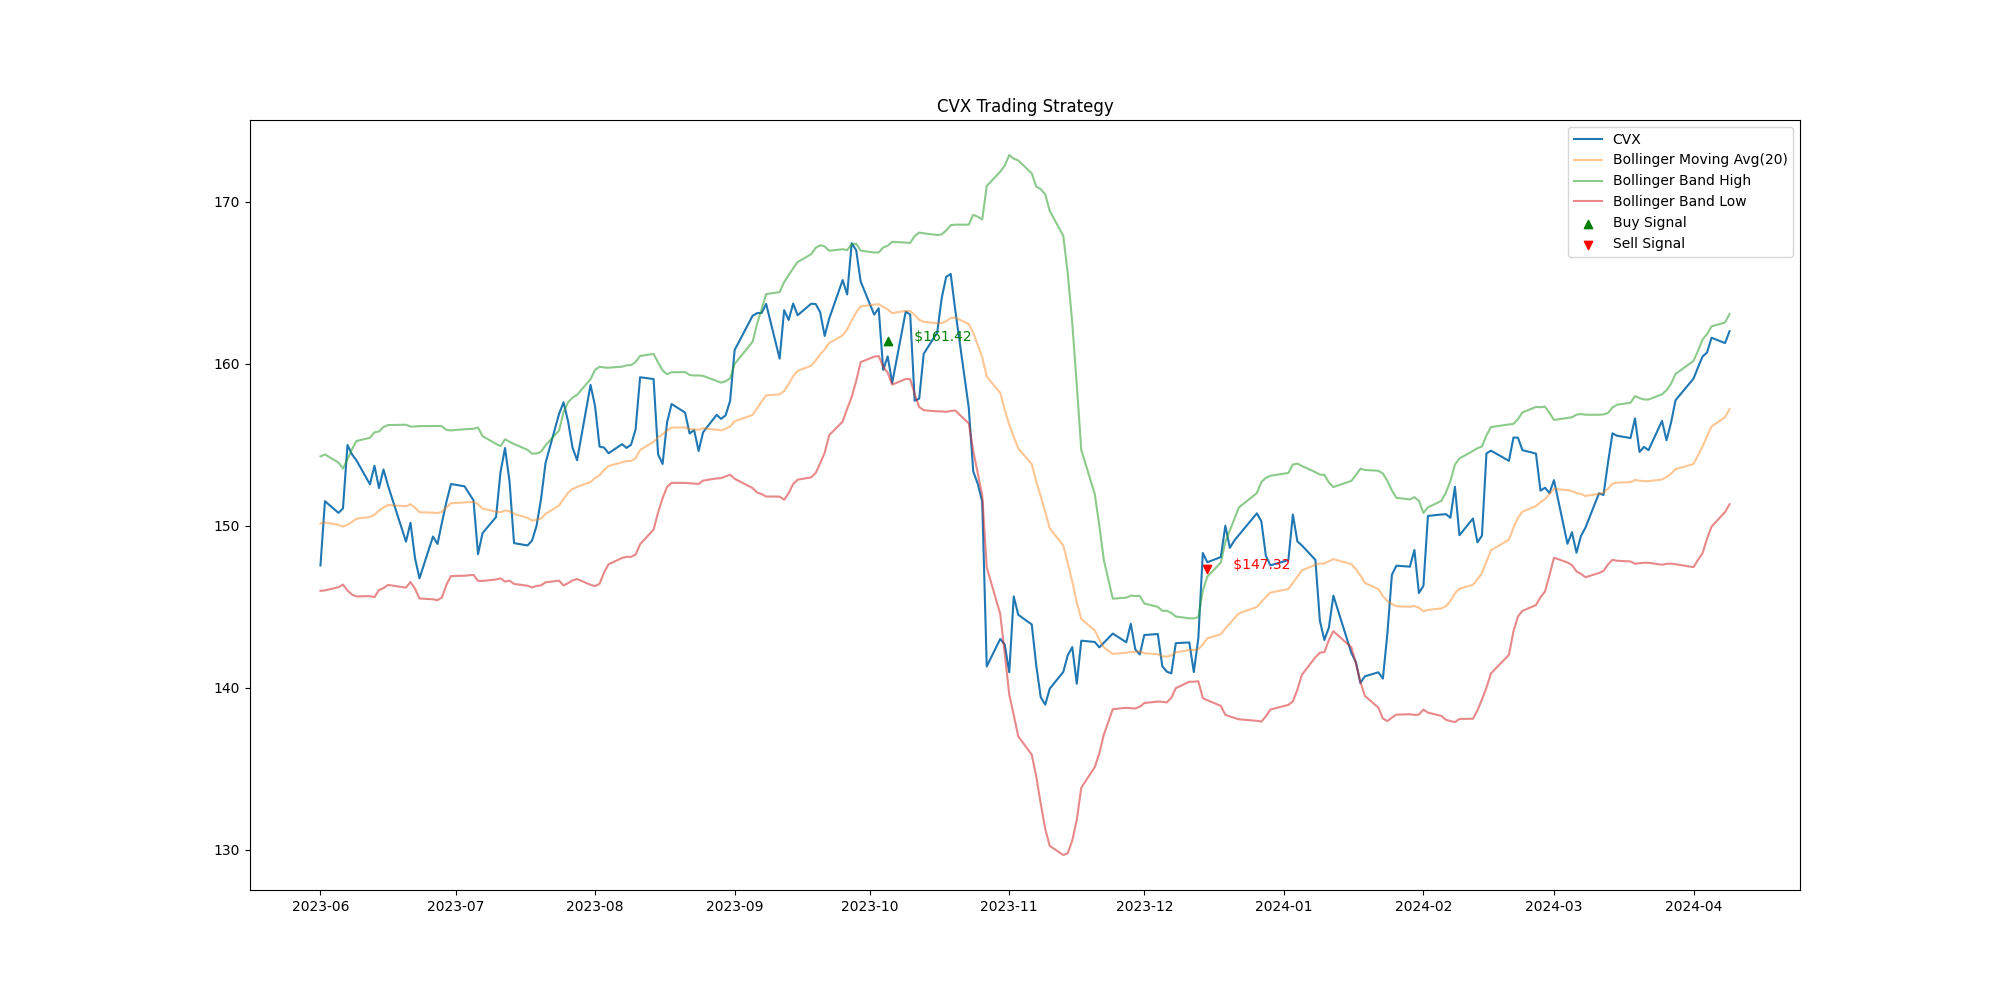 CVX Trading Strategy
CVX
Bollinger Moving Avg(20)
Bollinger Band High
Bollinger Band Low
Buy Signal
Sell Signal
170
160
150
140
130
$161.42
$147.32
2023-06 2023-07 2023-08 2023-09 2023-10 2023-11 2023-12 2024-01 2024-02 2024-03 2024-04